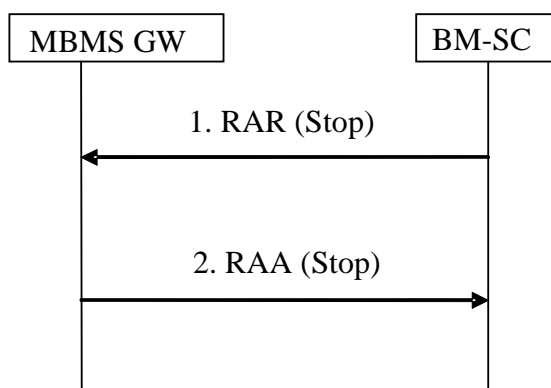 MBMS GW
BM-SC
1. RAR (Stop)
2. RAA (Stop)